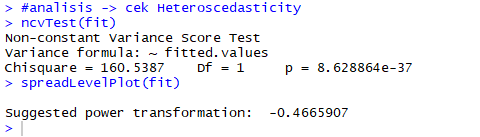 > #analisis -> cek Heteroscedasticity
> ncvTest(fit)
Non-constant Variance Score Test
Variance formula: ~ fitted.values
Chisquare = 160.5387    Df = 1     p = 8.628864e-37
> spreadLevelPlot(fit)

Suggested power transformation:  -0.4665907
>